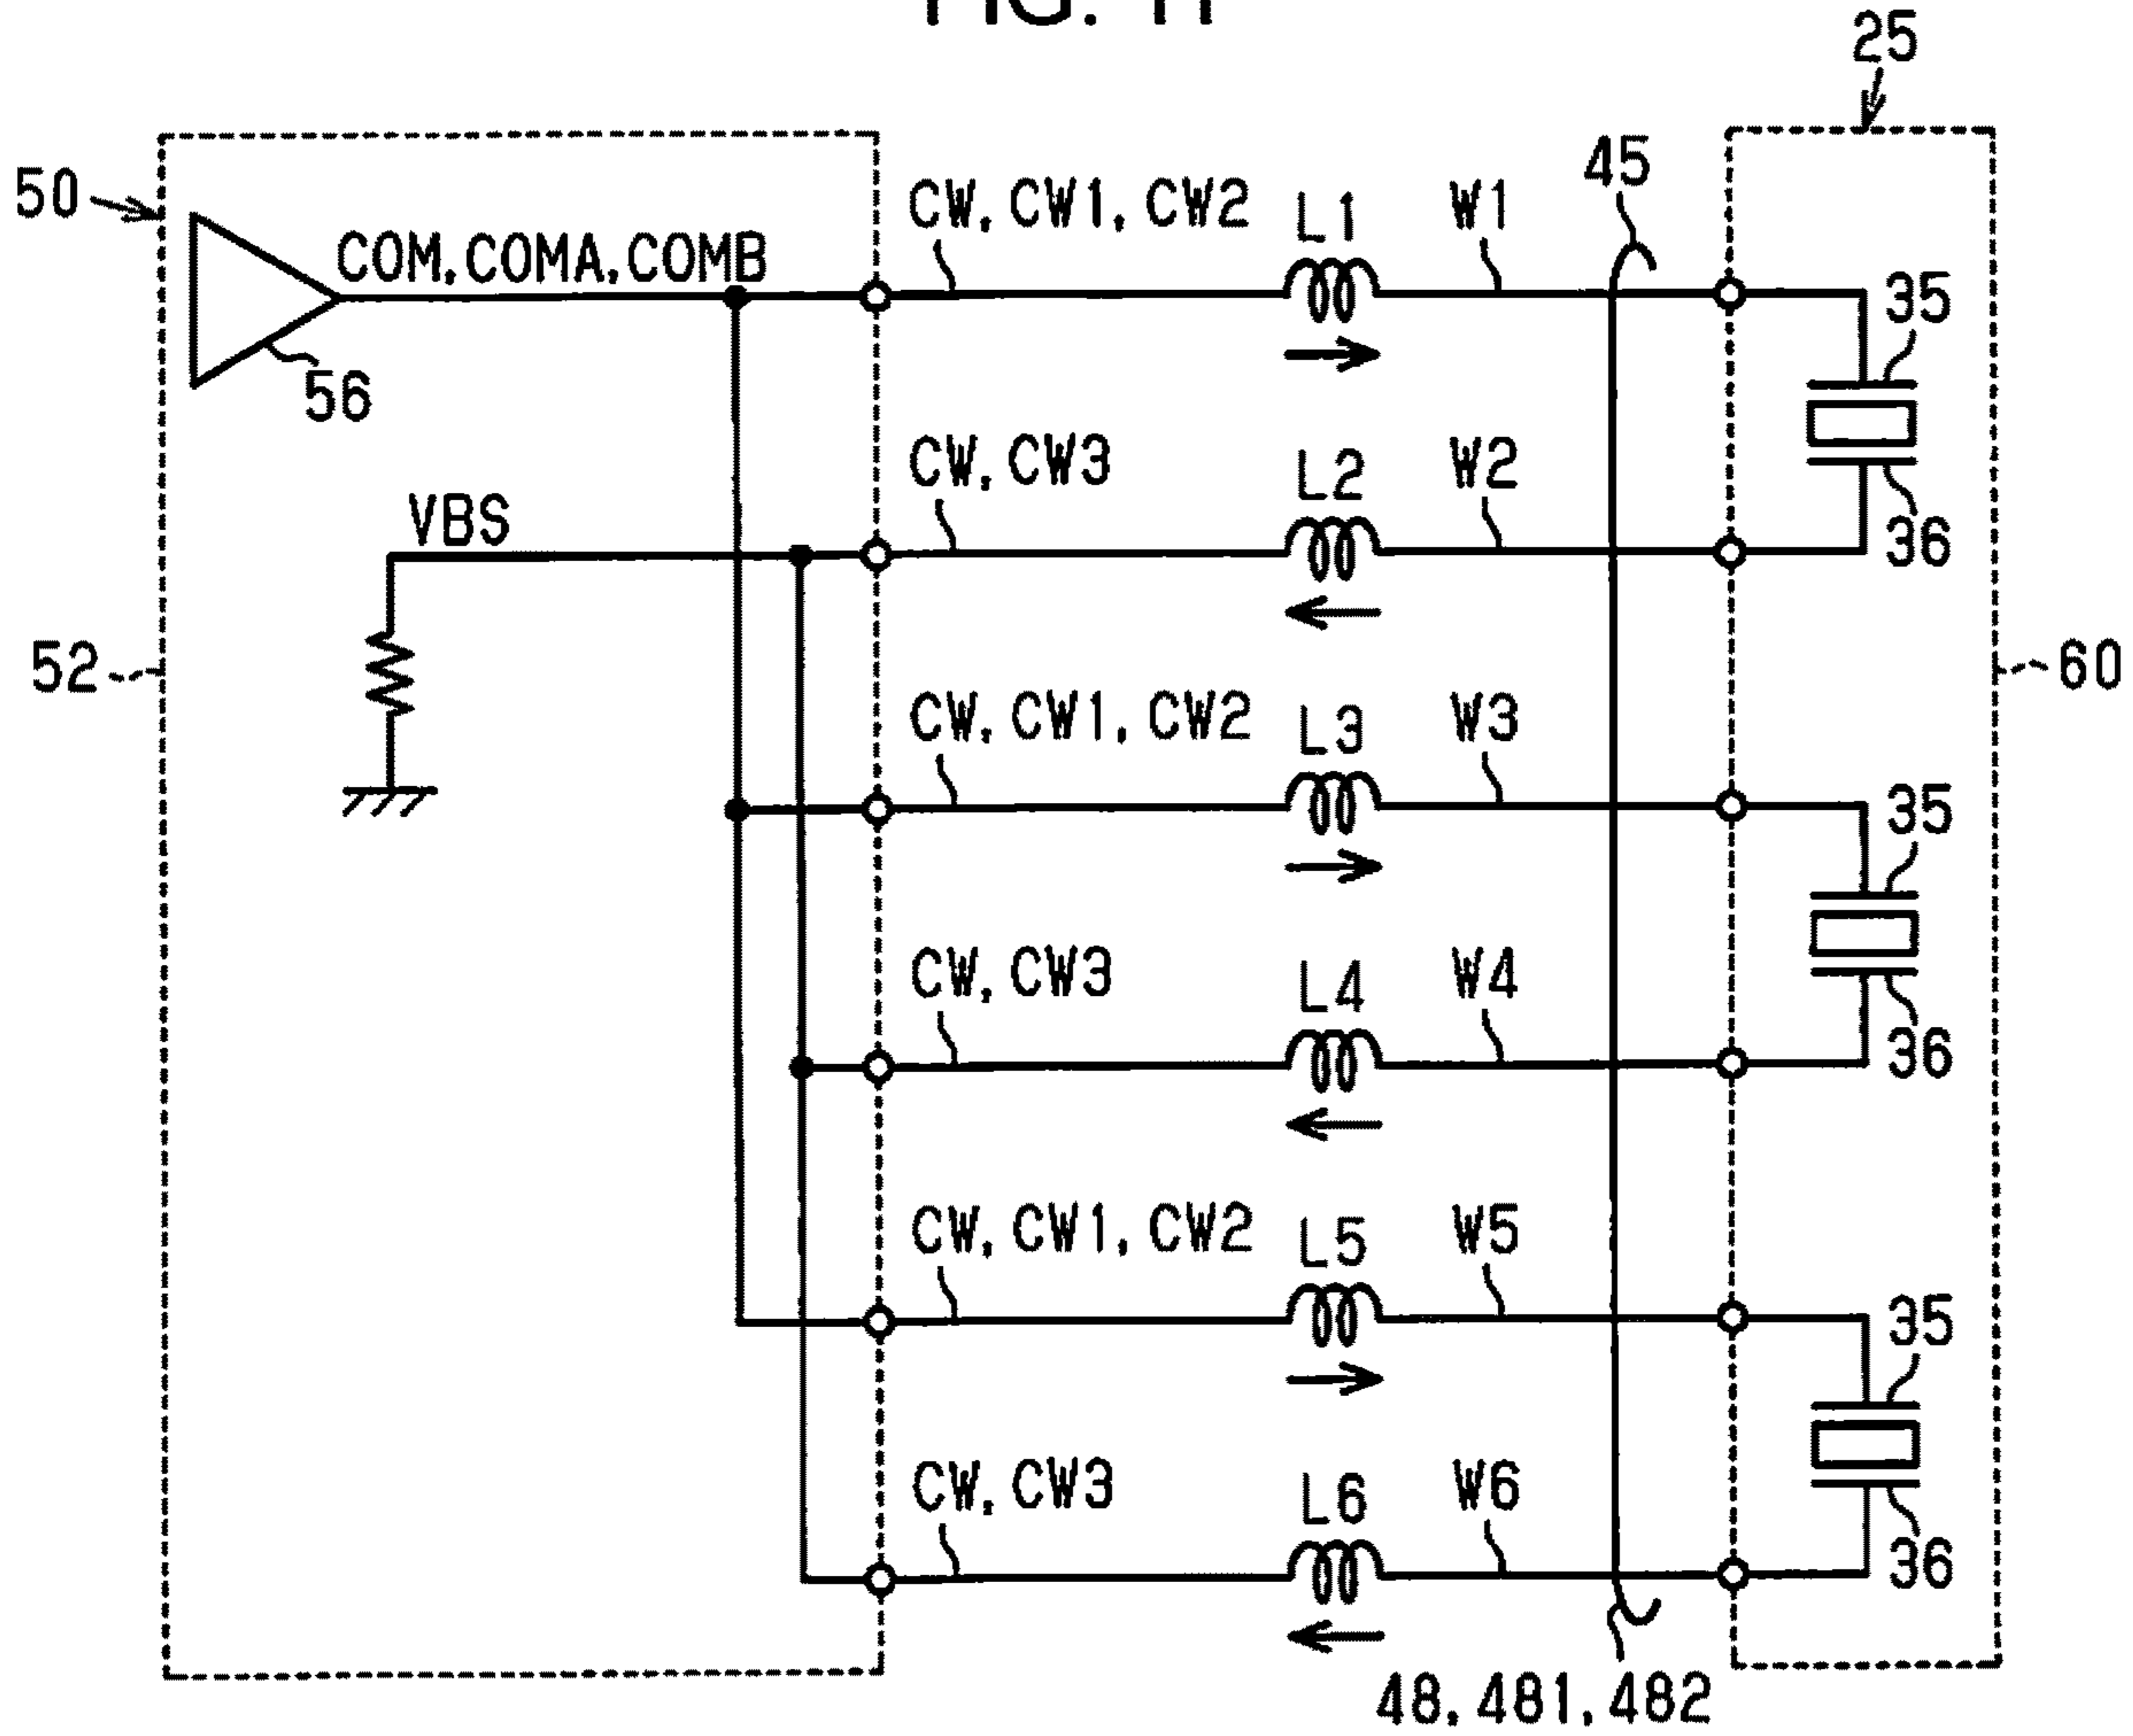 FIG. 11
25
50
45
CW, CW1, CW2
L1
W1
COM, COMA, COMB
35
56
CW, CW3
L2
W2
VBS
36
52
60
CW, CW1, CW2
L3
W3
35
CW, CW3
L4
W4
36
CW, CW1, CW2
L5
W5
35
CW, CW3
L6
W6
36
48, 481, 482